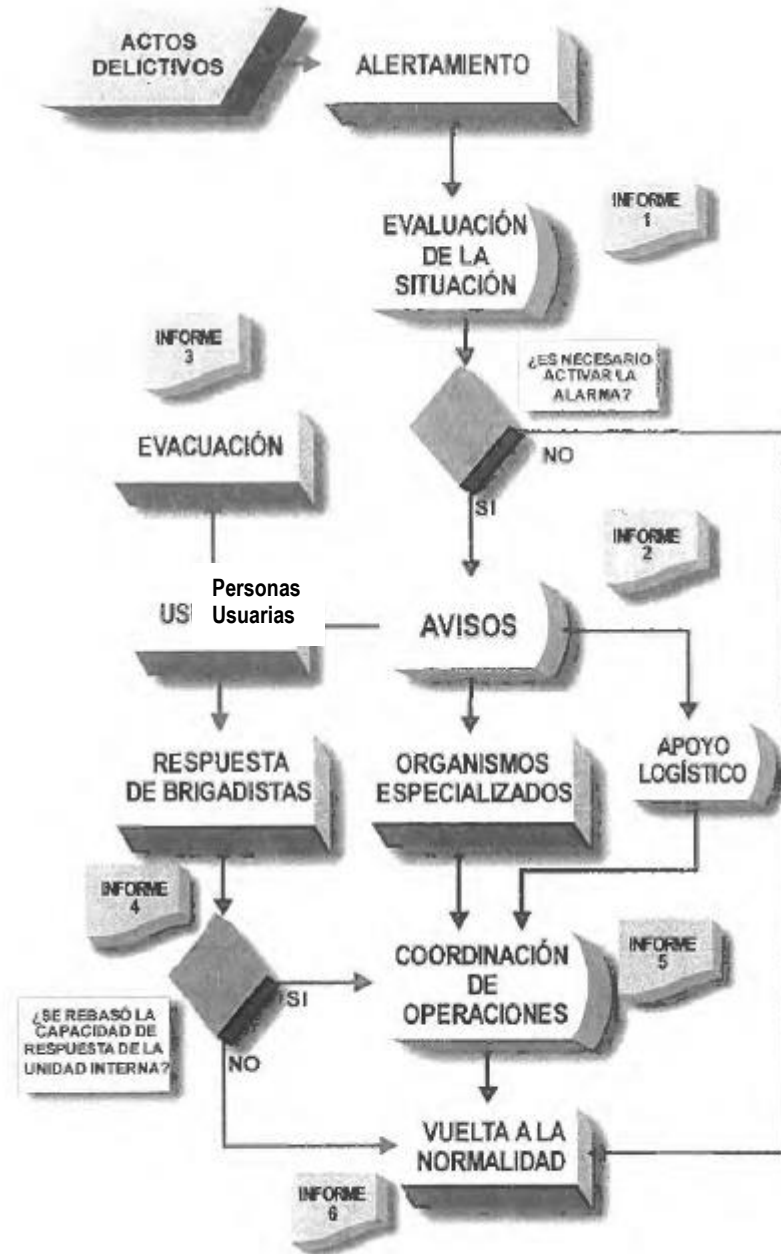 ACTOS
DELICTIVOS
ALERTAMIENTO
EVALUACIÓN
DE LA
SITUACIÓN
INFORME
1
INFORME
3
¿ES NECESARIO
ACTIVAR LA
ALARMA?
EVACUACIÓN
NO
SI
INFORME
2
Personas
Usuarias
US
AVISOS
RESPUESTA
DE BRIGADISTAS
ORGANISMOS
ESPECIALIZADOS
APOYO
LOGÍSTICO
INFORME
4
COORDINACIÓN
DE
OPERACIONES
INFORME
5
SI
¿SE REBASÓ LA
CAPACIDAD DE
RESPUESTA DE LA
UNIDAD INTERNA?
NO
VUELTA A LA
NORMALIDAD
INFORME
6